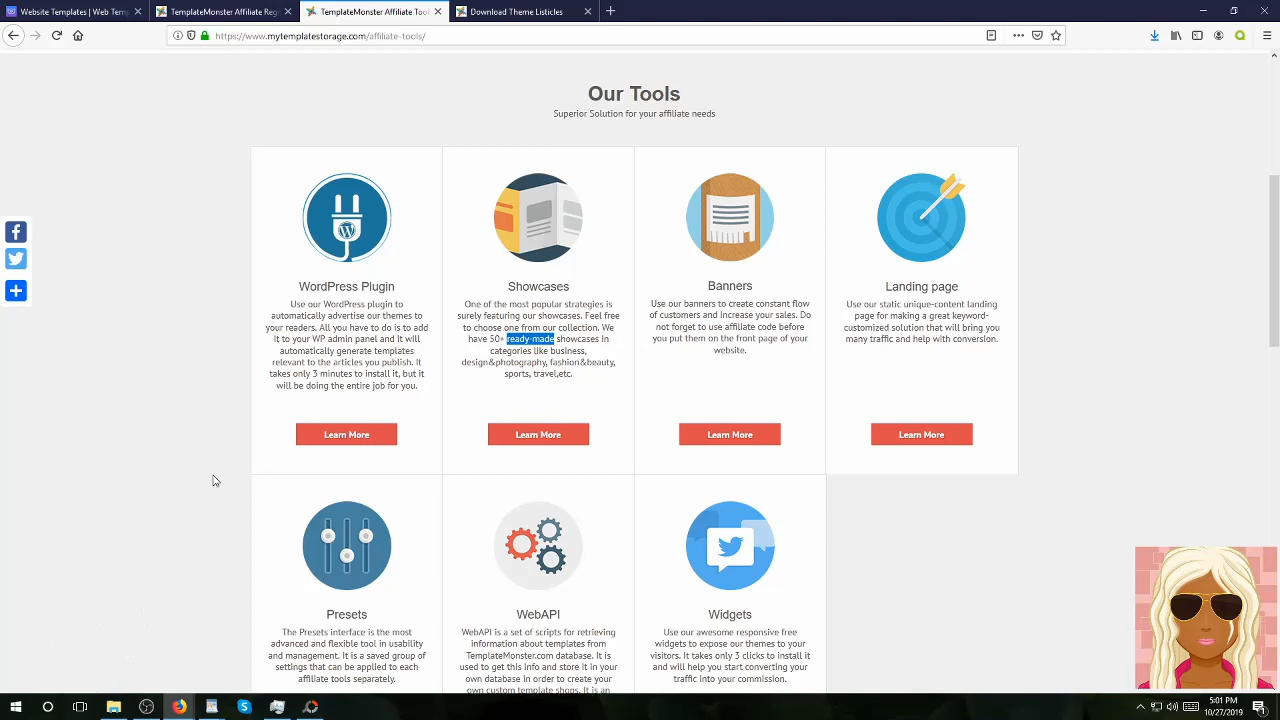 Website Templates | Web Temp
TemplateMonster Affiliate Reg
TemplateMonster Affiliate Tool
Download Theme Listicles
https://www.mytemplatestorage.com/affiliate-tools/
Our Tools
Superior Solution for your affiliate needs
WordPress Plugin
Use our WordPress plugin to
automatically advertise our themes to
your readers. All you have to do is to add
it to your WP admin panel and it will
automatically generate templates
relevant to the articles you publish. It
takes only 3 minutes to install it, but it
will be doing the entire job for you.
Learn More
Showcases
One of the most popular strategies is
surely featuring our showcases. Feel free
to choose one from our collection. We
have 50+ ready-made showcases in
categories like business,
design&photography, fashion&beauty,
sports, travel,etc.
Learn More
Banners
Use our banners to create constant flow
of customers and increase your sales. Do
not forget to use affiliate code before
you put them on the front page of your
website.
Learn More
Landing page
Use our static unique-content landing
page for making a great keyword-
customized solution that will bring you
many traffic and help with conversion.
Learn More
Presets
The Presets interface is the most
advanced and flexible tool in usability
and management. It is a saved group of
settings that can be applied to each
affiliate tools separately.
WebAPI
WebAPI is a set of scripts for retrieving
information about templates from
TemplateMonster.com database. It is
used to get this info and store it in your
own database in order to create your
own custom template shops. It is an
Widgets
Use our awesome responsive free
widgets to expose our themes to your
visitors. It takes only 3 clicks to install it
and will help you start converting your
traffic into your commission.
5:01 PM
10/27/2019